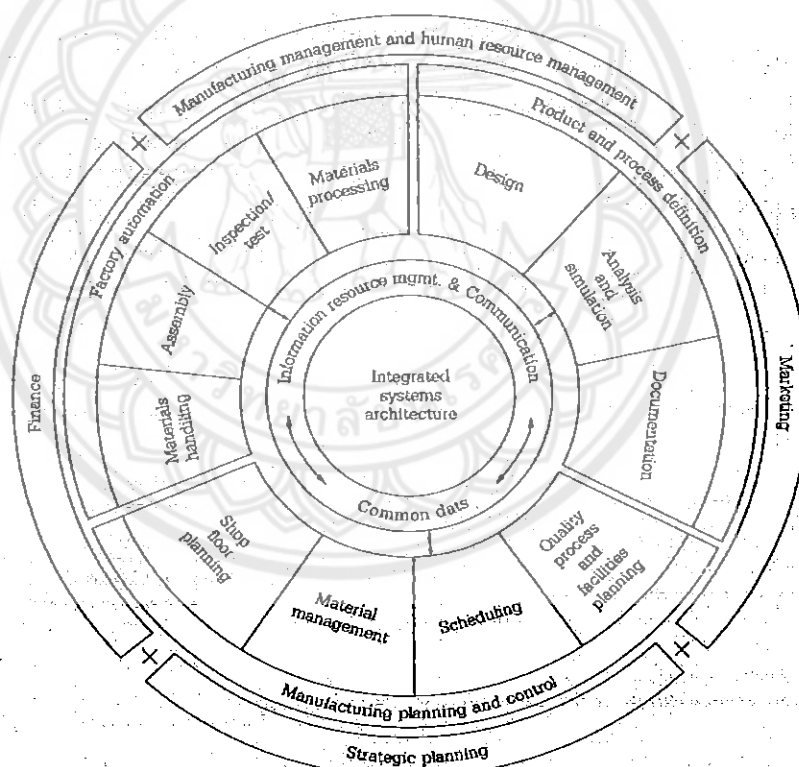 Manufacturing management and human resource management
Factory automation
Product and process definition
Materials
processing
Design
Inspection/
test
Analysis
and
simulation
Assembly
Information resource mgmt. & Communication
Integrated
systems
architecture
Finance
Marketing
Materials
handling
Documentation
Common data
Shop
floor
planning
Quality
process
and
facilities
planning
Material
management
Scheduling
Manufacturing planning and control
Strategic planning